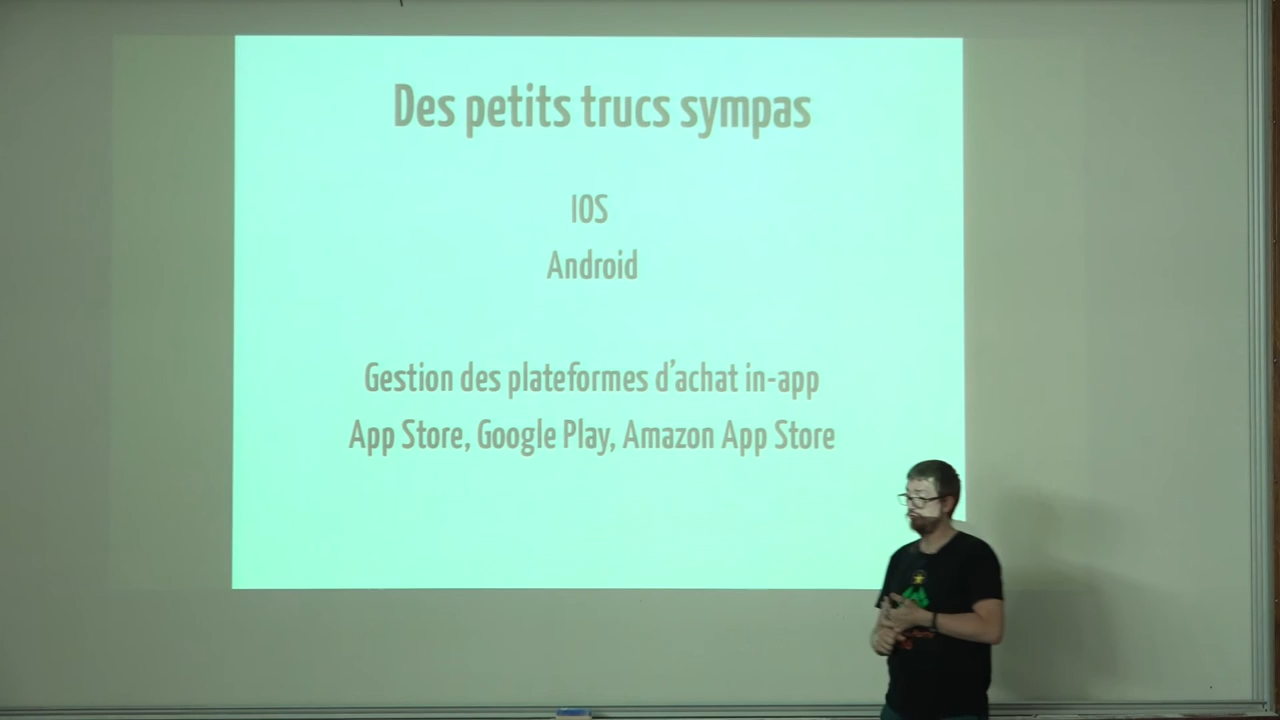 Des petits trucs sympas
IOS
Android
Gestion des plateformes d'achat in-app
App Store, Google Play, Amazon App Store